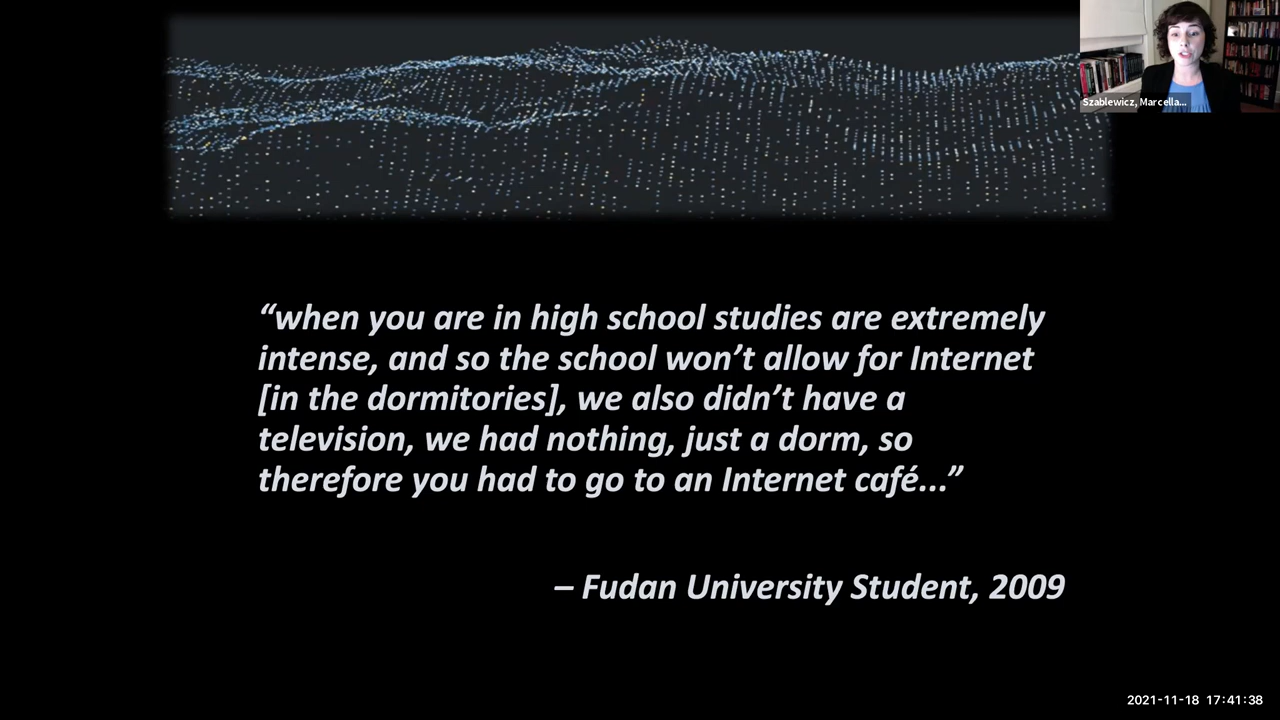 Szablewicz, Marcella...
“when you are in high school studies are extremely
intense, and so the school won’t allow for Internet
[in the dormitories], we also didn’t have a
television, we had nothing, just a dorm, so
therefore you had to go to an Internet café...”
– Fudan University Student, 2009
2021-11-18 17:41:38